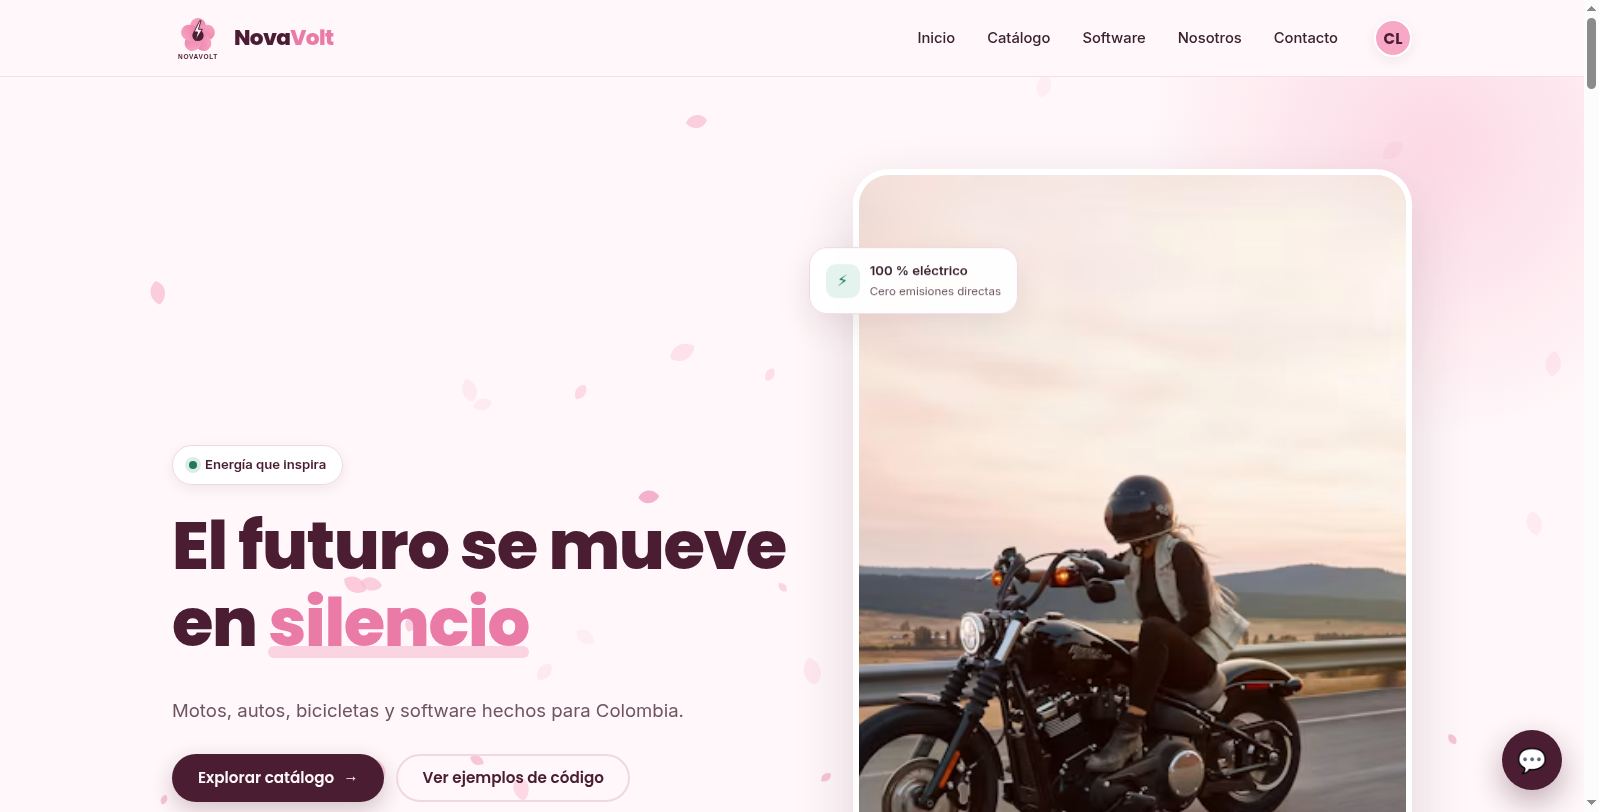 NOVAVOLT
NovaVolt
Inicio
Catálogo
Software
Nosotros
Contacto
CL
100 % eléctrico
Cero emisiones directas
Energía que inspira
El futuro se mueve
en silencio
Motos, autos, bicicletas y software hechos para Colombia.
Explorar catálogo →
Ver ejemplos de código